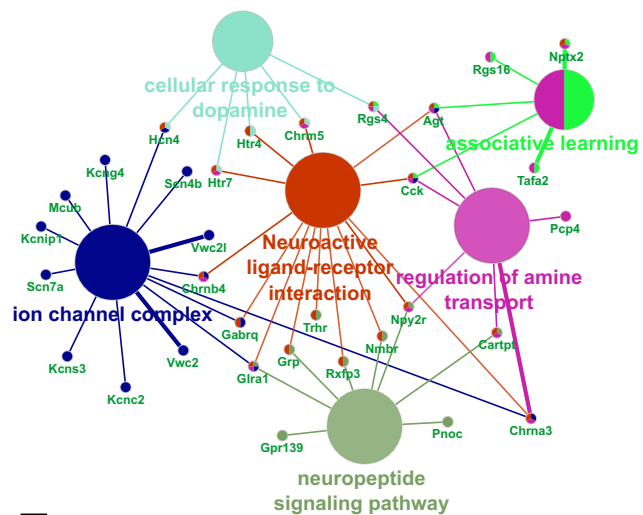 Nptx2
Rgs16
cellular response to
dopamine
Rgs4
Agt
Hcn4
Htr4
Chrm5
associative learning
Kcng4
Scn4b
Htr7
Cck
Tafa2
Mcub
Kcnip1
Vwc2l
Neuroactive
ligand-receptor
interaction
Pcp4
Scn7a
Chrnb4
regulation of amine
transport
ion channel complex
Gabrq
Trhr
Npy2r
Kcns3
Vwc2
Grp
Nmbr
Cartpt
Glra1
Rxfp3
Kcnc2
Gpr139
Pnoc
Chrna3
neuropeptide
signaling pathway